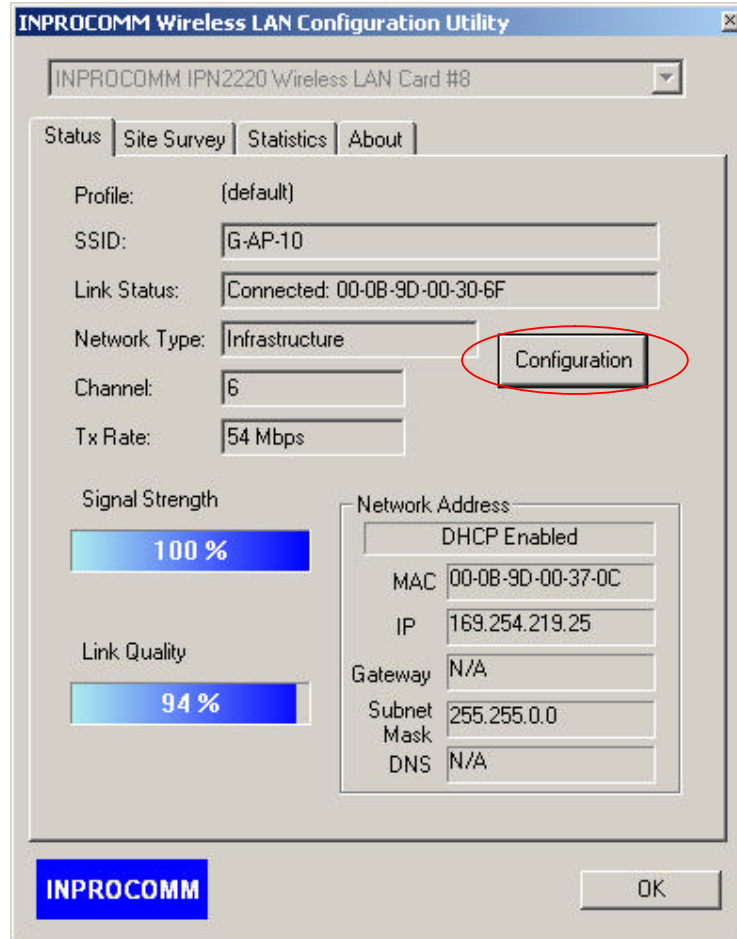 INPROCOMM Wireless LAN Configuration Utility
INPROCOMM IPN2220 Wireless LAN Card #8
Status Site Survey Statistics About
Profile: (default)
SSID: G-AP-10
Link Status: Connected: 00-0B-9D-00-30-6F
Network Type: Infrastructure
Configuration
Channel: 6
Tx Rate: 54 Mbps
Signal Strength
100 %
Link Quality
94 %
Network Address
DHCP Enabled
MAC 00-0B-9D-00-37-0C
IP 169.254.219.25
Gateway N/A
Subnet Mask 255.255.0.0
DNS N/A
INPROCOMM
OK